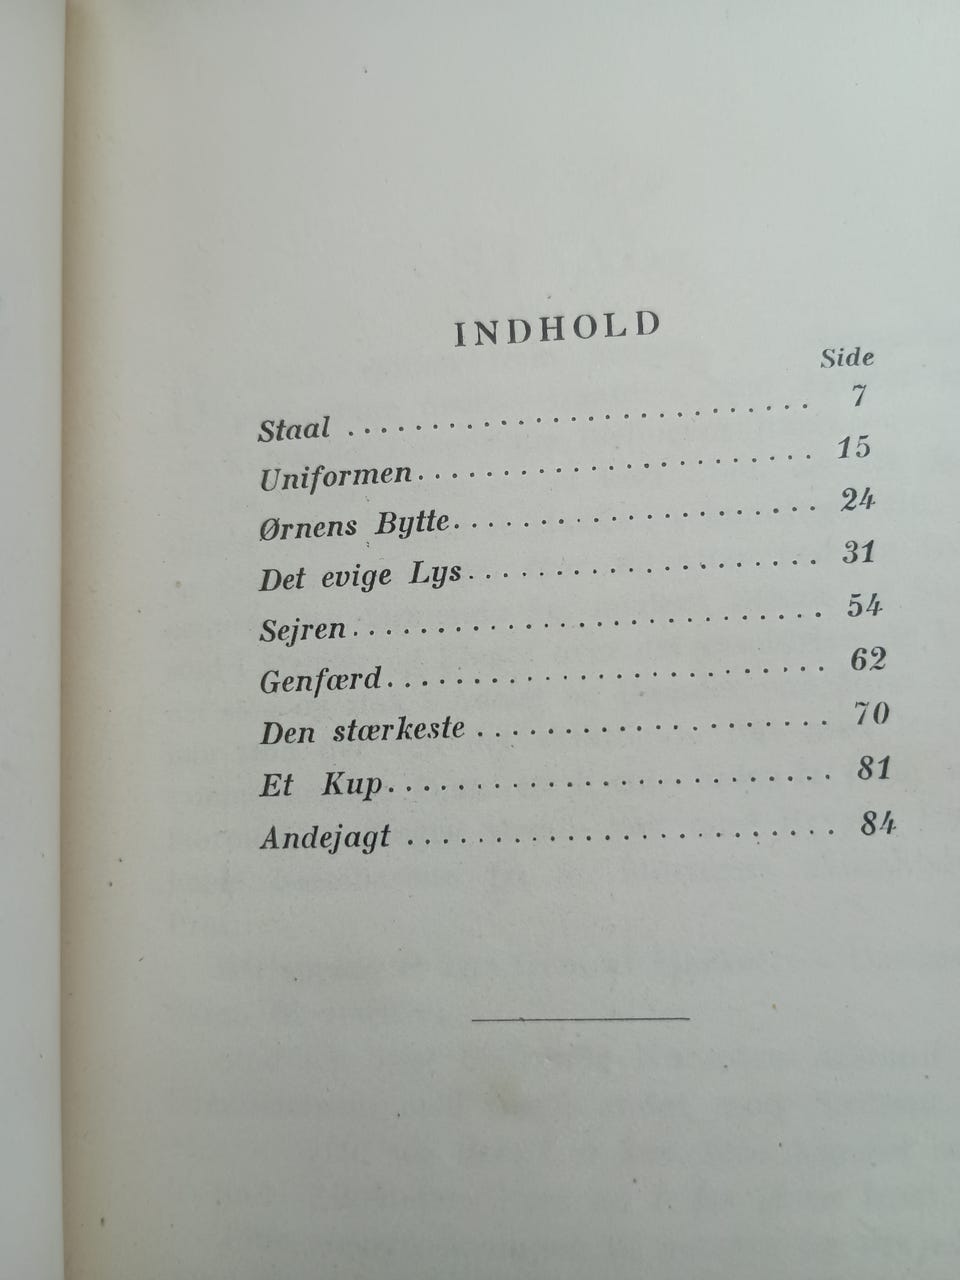 INDHOLD
Side
Staal . . . . . . . . . . . . . . . . . . . . . . . . 7
Uniformen . . . . . . . . . . . . . . . . . . . . 15
Ørnens Bytte . . . . . . . . . . . . . . . . . . 24
Det evige Lys . . . . . . . . . . . . . . . . . . 31
Sejren . . . . . . . . . . . . . . . . . . . . . . . . 54
Genfærd . . . . . . . . . . . . . . . . . . . . . . 62
Den stærkeste . . . . . . . . . . . . . . . . . . 70
Et Kup . . . . . . . . . . . . . . . . . . . . . . . 81
Andejagt . . . . . . . . . . . . . . . . . . . . . . 84